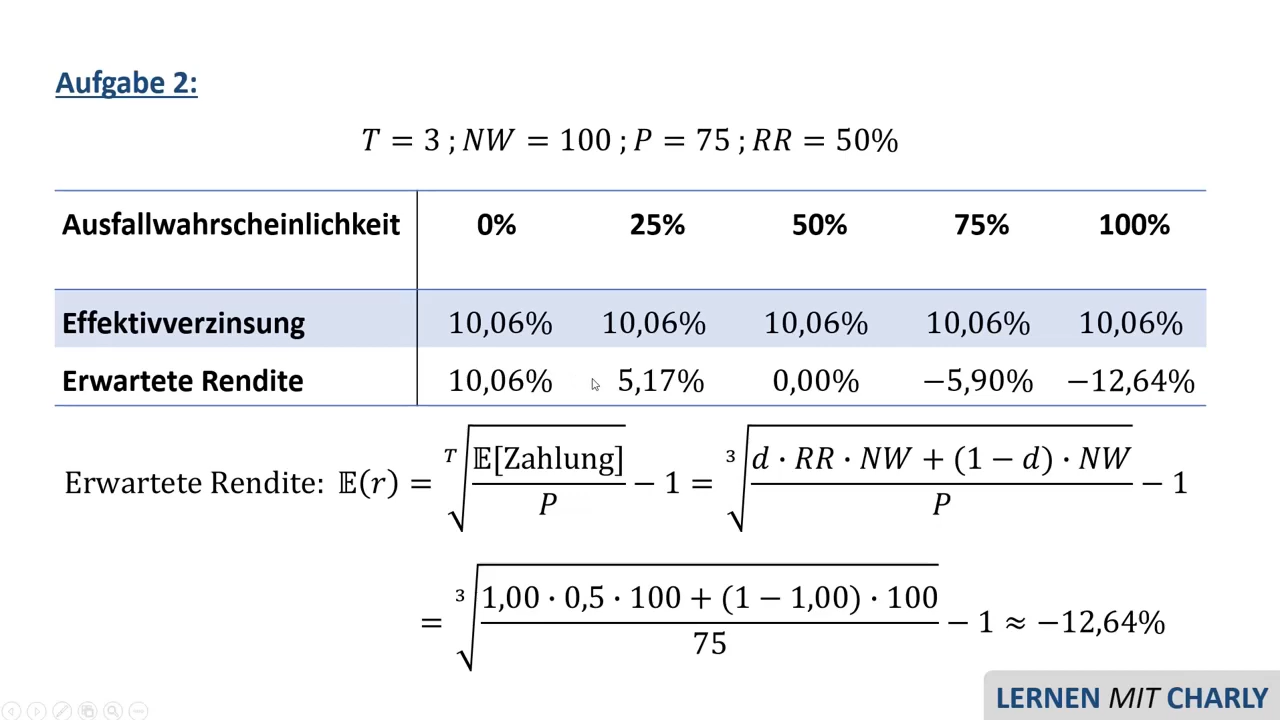 Aufgabe 2:
T = 3 ; NW = 100 ; P = 75 ; RR = 50%
Ausfallwahrscheinlichkeit 0% 25% 50% 75% 100%
Effektivverzinsung 10,06% 10,06% 10,06% 10,06% 10,06%
Erwartete Rendite 10,06% 5,17% 0,00% −5,90% −12,64%
Erwartete Rendite: 𝔼(r) = ᵀ√(𝔼[Zahlung] / P) − 1 = ³√((d · RR · NW + (1 − d) · NW) / P) − 1
= ³√((1,00 · 0,5 · 100 + (1 − 1,00) · 100) / 75) − 1 ≈ −12,64%
LERNEN MIT CHARLY